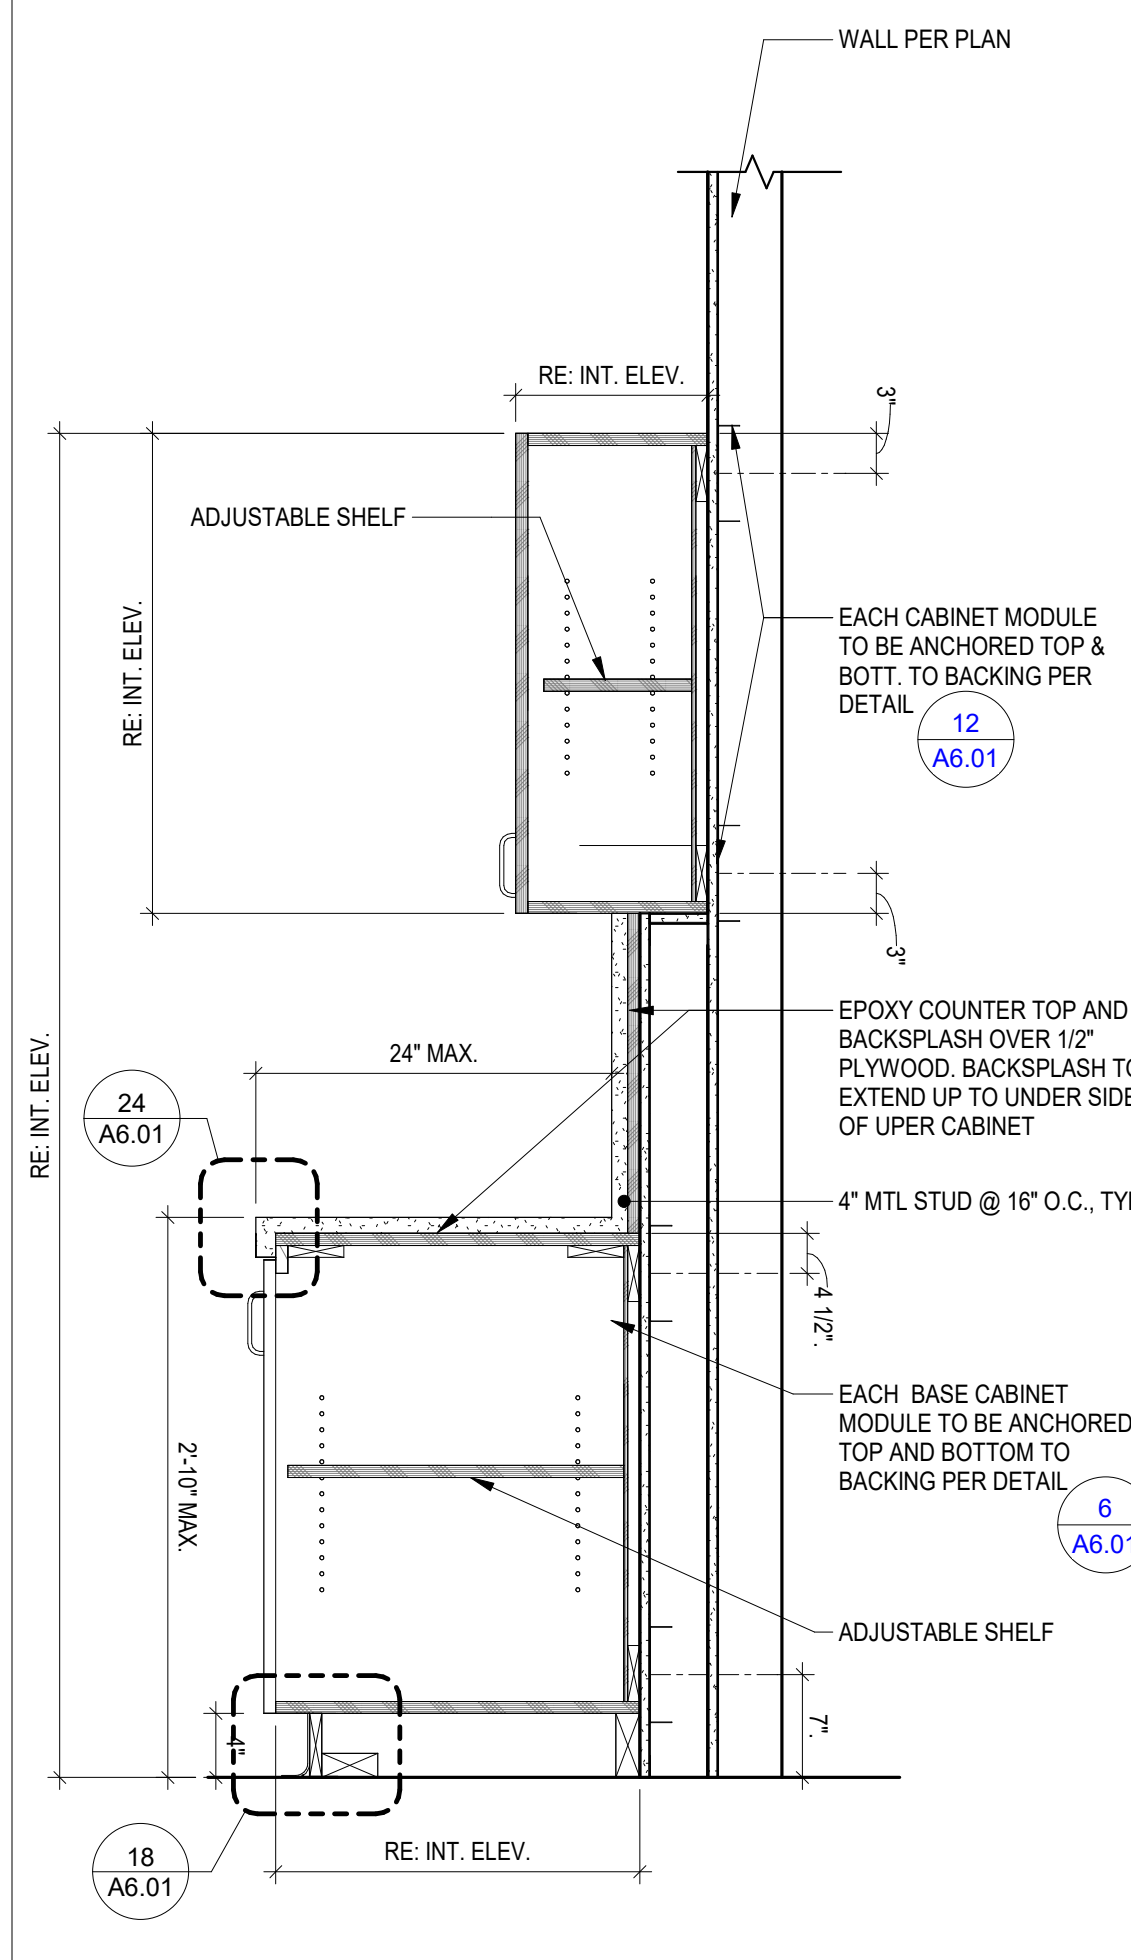 WALL PER PLAN
RE: INT. ELEV.
3"
ADJUSTABLE SHELF
RE: INT. ELEV.
EACH CABINET MODULE
TO BE ANCHORED TOP &
BOTT. TO BACKING PER
DETAIL
12
A6.01
3"
RE: INT. ELEV.
EPOXY COUNTER TOP AND
BACKSPLASH OVER 1/2"
PLYWOOD. BACKSPLASH TO
EXTEND UP TO UNDER SIDE
OF UPER CABINET
24" MAX.
24
A6.01
4" MTL STUD @ 16" O.C., TY
4 1/2".
EACH BASE CABINET
MODULE TO BE ANCHORED
TOP AND BOTTOM TO
BACKING PER DETAIL
6
A6.01
2'-10" MAX.
ADJUSTABLE SHELF
7".
4"
RE: INT. ELEV.
18
A6.01